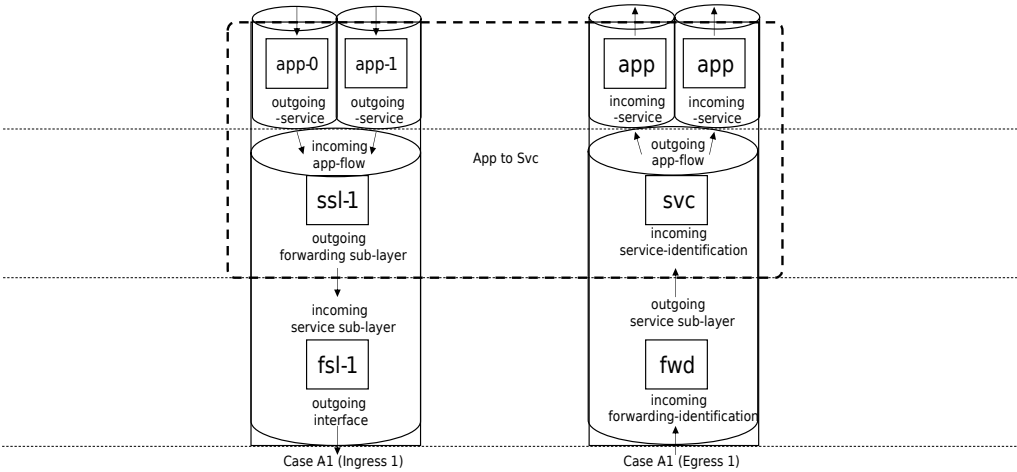 app-0
app-1
app
app
outgoing
-service
outgoing
-service
incoming
-service
incoming
-service
incoming
app-flow
App to Svc
outgoing
app-flow
ssl-1
svc
outgoing
forwarding sub-layer
incoming
service-identification
incoming
service sub-layer
outgoing
service sub-layer
fsl-1
fwd
outgoing
interface
incoming
forwarding-identification
Case A1 (Ingress 1)
Case A1 (Egress 1)